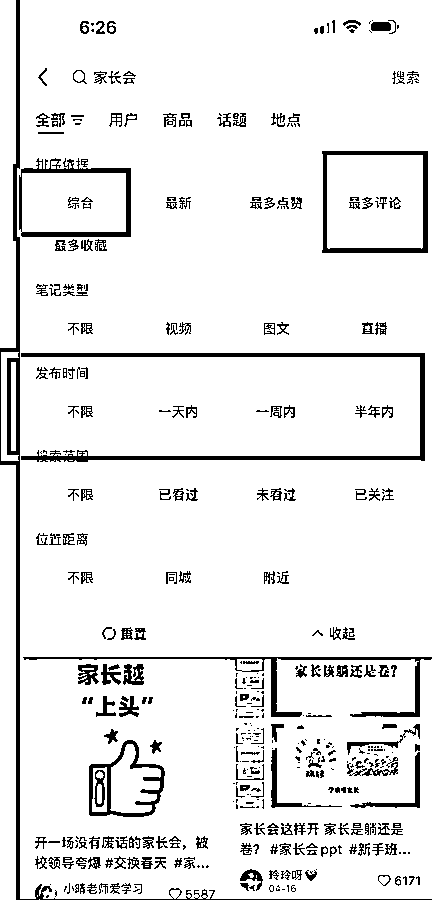 6:26
家长会 搜索
全部 用户 商品 话题 地点
排序依据
综合 最新 最多点赞 最多评论
最多收藏
笔记类型
不限 视频 图文 直播
发布时间
不限 一天内 一周内 半年内
搜索范围
不限 已看过 未看过 已关注
位置距离
不限 同城 附近
重置 收起
家长越
“上头”
开一场没有废话的家长会，被
校领导夸爆 #交换春天 #家...
小晴老师爱学习 5587
家长该躺还是卷?
家长会这样开 家长是躺还是
卷? #家长会ppt #新手班...
玲玲呀
04-16
6171